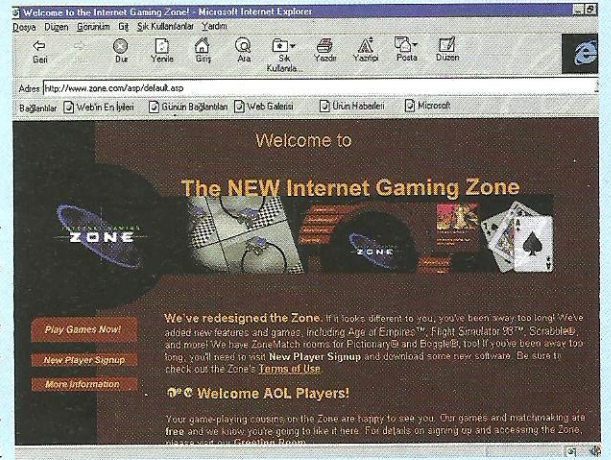 Welcome to the Internet Gaming Zone! - Microsoft Internet Explorer
Dosya Düzen Görünüm Git Sık Kullanılanlar Yardım
Geri Dur Yenile Giriş Ara Sık Kullanıla... Yazdır Yazıtipi Posta Düzen
Adres http://www.zone.com/asp/default.asp
Bağlantılar Web'in En İyileri Günün Bağlantıları Web Galerisi Ürün Haberleri Microsoft
Welcome to
The NEW Internet Gaming Zone
INTERNET GAMING
ZONE
ZONE
Play Games Now!
New Player Signup
More Information
We've redesigned the Zone. If it looks different to you, you've been away too long! We've
added new features and games, including Age of Empires™, Flight Simulator 98™, Scrabble®,
and more! We have ZoneMatch rooms for Pictionary® and Boggle®, too! If you've been away too
long, you'll need to visit New Player Signup and download some new software. Be sure to
check out the Zone's Terms of Use.
Welcome AOL Players!
Your game-playing cousins on the Zone are happy to see you. Our games and matchmaking are
free and we know you're going to like it here. For details on signing up and accessing the Zone,
please visit our Greeting Room.